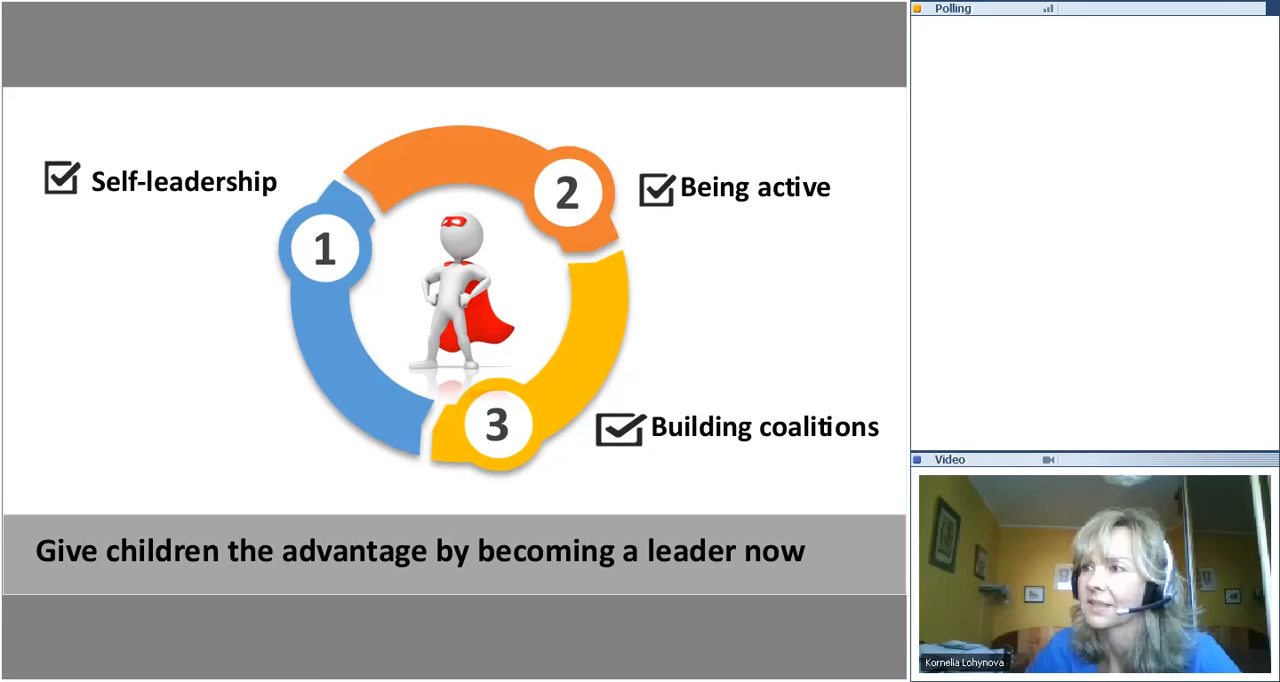 Self-leadership
1
2
Being active
3
Building coalitions
Give children the advantage by becoming a leader now
Polling
Video
Kornelia Lohynova